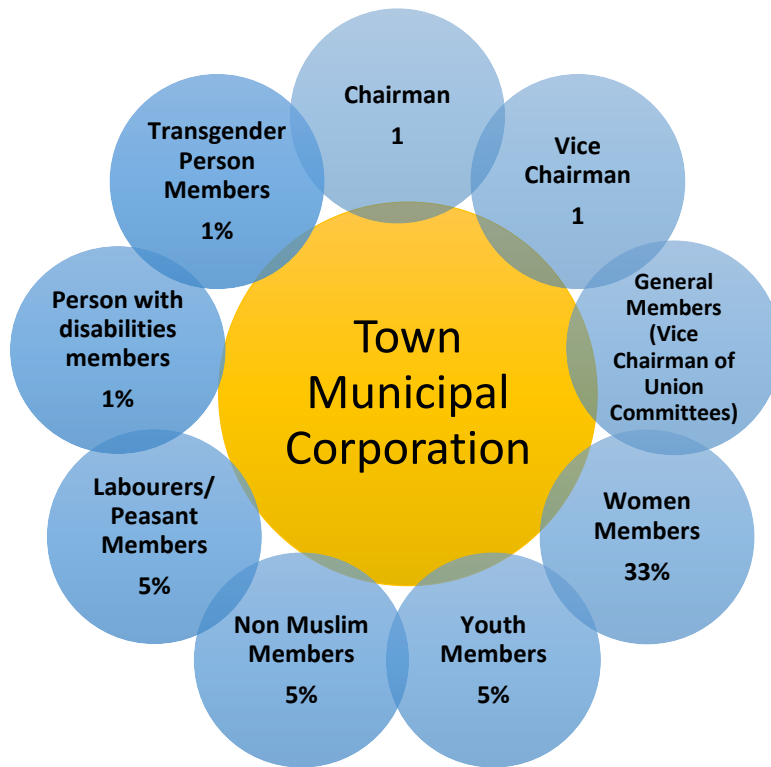 Chairman
1
Vice
Chairman
1
General
Members
(Vice
Chairman of
Union
Committees)
Women
Members
33%
Youth
Members
5%
Non Muslim
Members
5%
Labourers/
Peasant
Members
5%
Person with
disabilities
members
1%
Transgender
Person
Members
1%
Town
Municipal
Corporation